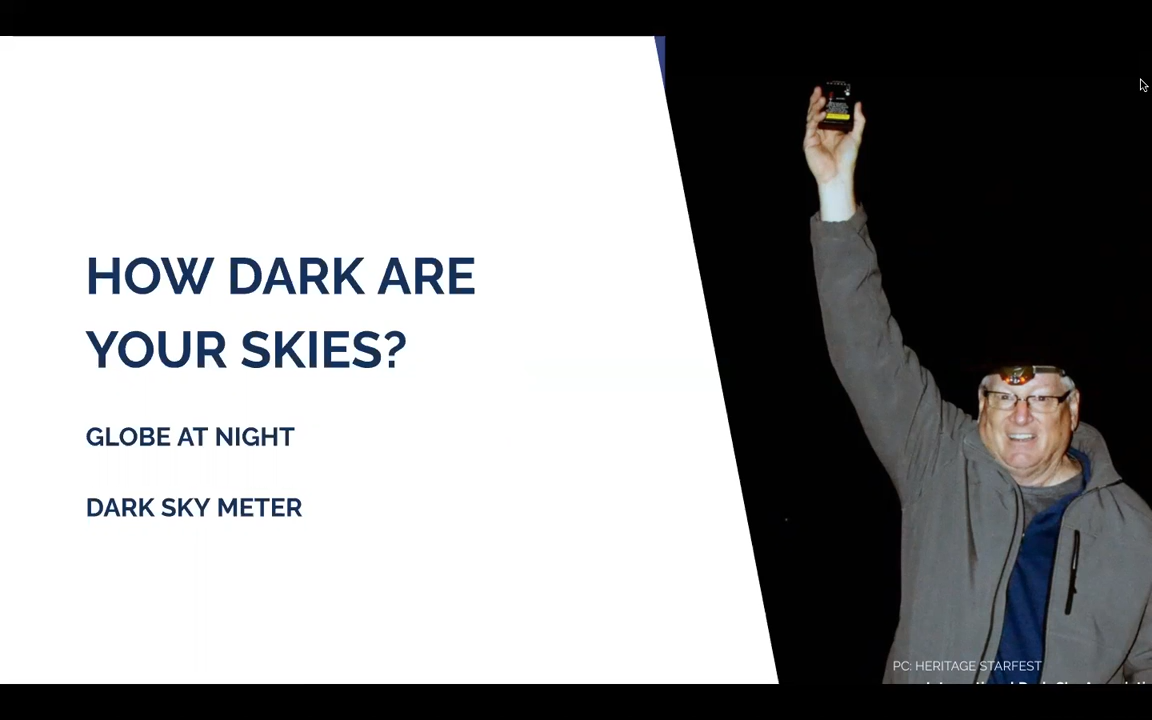 HOW DARK ARE
YOUR SKIES?
GLOBE AT NIGHT
DARK SKY METER
PC: HERITAGE STARFEST